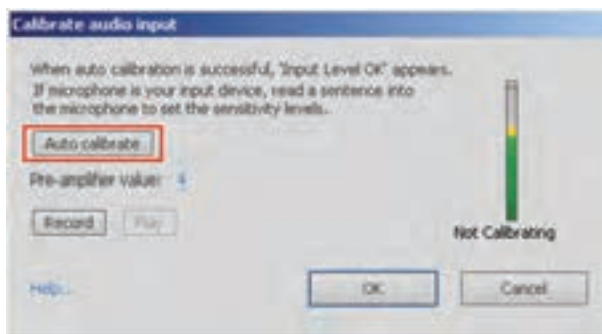 Calibrate audio input
When auto calibration is successful, 'Input Level OK' appears.
If microphone is your input device, read a sentence into
the microphone to set the sensitivity levels.
Auto calibrate
Pre-amplifier value: 4
Record Play
Not Calibrating
Help...
OK Cancel